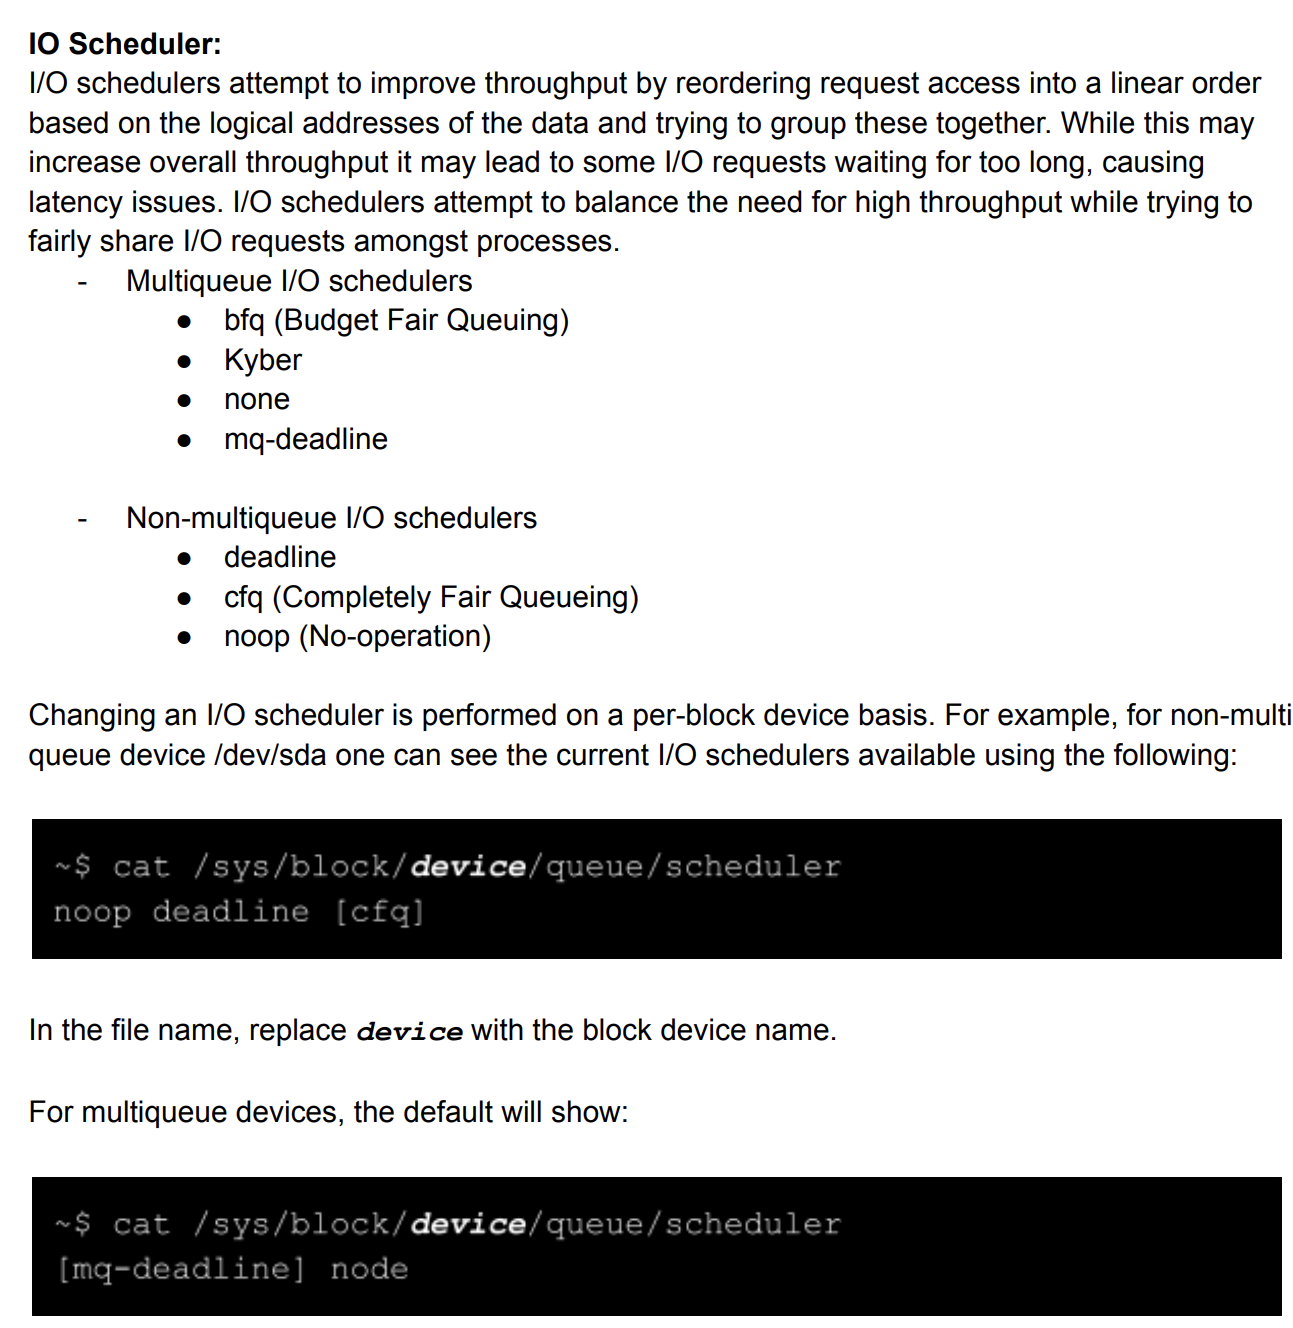 IO Scheduler:
I/O schedulers attempt to improve throughput by reordering request access into a linear order
based on the logical addresses of the data and trying to group these together. While this may
increase overall throughput it may lead to some I/O requests waiting for too long, causing
latency issues. I/O schedulers attempt to balance the need for high throughput while trying to
fairly share I/O requests amongst processes.
- Multiqueue I/O schedulers
● bfq (Budget Fair Queuing)
● Kyber
● none
● mq-deadline
- Non-multiqueue I/O schedulers
● deadline
● cfq (Completely Fair Queueing)
● noop (No-operation)
Changing an I/O scheduler is performed on a per-block device basis. For example, for non-multi
queue device /dev/sda one can see the current I/O schedulers available using the following:
~$ cat /sys/block/device/queue/scheduler
noop deadline [cfq]
In the file name, replace device with the block device name.
For multiqueue devices, the default will show:
~$ cat /sys/block/device/queue/scheduler
[mq-deadline] node